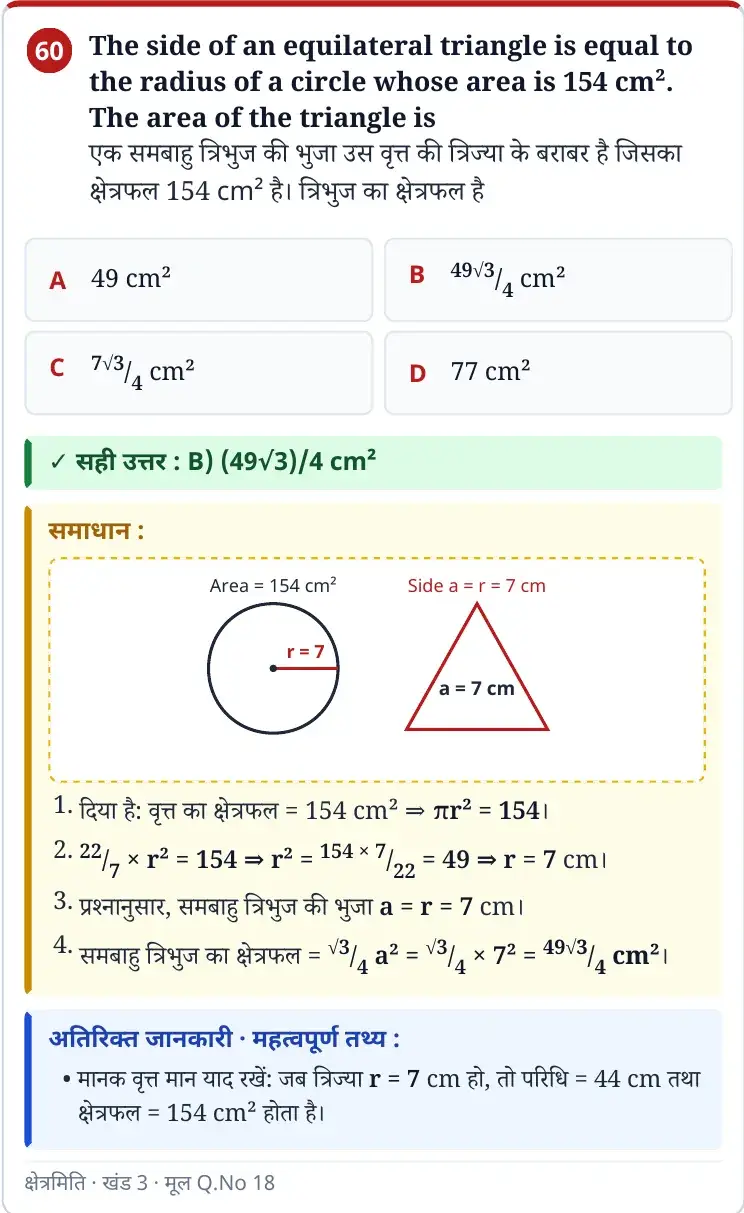 60 The side of an equilateral triangle is equal to
the radius of a circle whose area is 154 cm².
The area of the triangle is
एक समबाहु त्रिभुज की भुजा उस वृत्त की त्रिज्या के बराबर है जिसका
क्षेत्रफल 154 cm² है। त्रिभुज का क्षेत्रफल है
A 49 cm²
B 49√3/4 cm²
C 7√3/4 cm²
D 77 cm²
✓ सही उत्तर : B) (49√3)/4 cm²
समाधान :
Area = 154 cm²
Side a = r = 7 cm
r = 7
a = 7 cm
1. दिया है: वृत्त का क्षेत्रफल = 154 cm² ⇒ πr² = 154।
2. 22/7 × r² = 154 ⇒ r² = 154 × 7/22 = 49 ⇒ r = 7 cm।
3. प्रश्नानुसार, समबाहु त्रिभुज की भुजा a = r = 7 cm।
4. समबाहु त्रिभुज का क्षेत्रफल = √3/4 a² = √3/4 × 7² = 49√3/4 cm²।
अतिरिक्त जानकारी · महत्वपूर्ण तथ्य :
• मानक वृत्त मान याद रखें: जब त्रिज्या r = 7 cm हो, तो परिधि = 44 cm तथा
क्षेत्रफल = 154 cm² होता है।
क्षेत्रमिति · खंड 3 · मूल Q.No 18